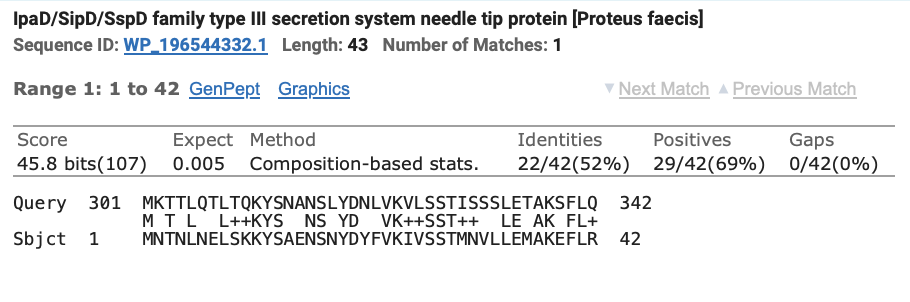 IpaD/SipD/SspD family type III secretion system needle tip protein [Proteus faecis]
Sequence ID: WP_196544332.1 Length: 43 Number of Matches: 1
Range 1: 1 to 42 GenPept Graphics ▼ Next Match ▲ Previous Match
Score Expect Method Identities Positives Gaps
45.8 bits(107) 0.005 Composition-based stats. 22/42(52%) 29/42(69%) 0/42(0%)
Query  301  MKTTLQTLTQKYSNANSLYDNLVKVLSSTISSSLETAKSFLQ  342
            M T L  L++KYS  NS YD  VK++SST++  LE AK FL+
Sbjct  1    MNTNLNELSKKYSAENSNYDYFVKIVSSTMNVLLEMAKEFLR  42